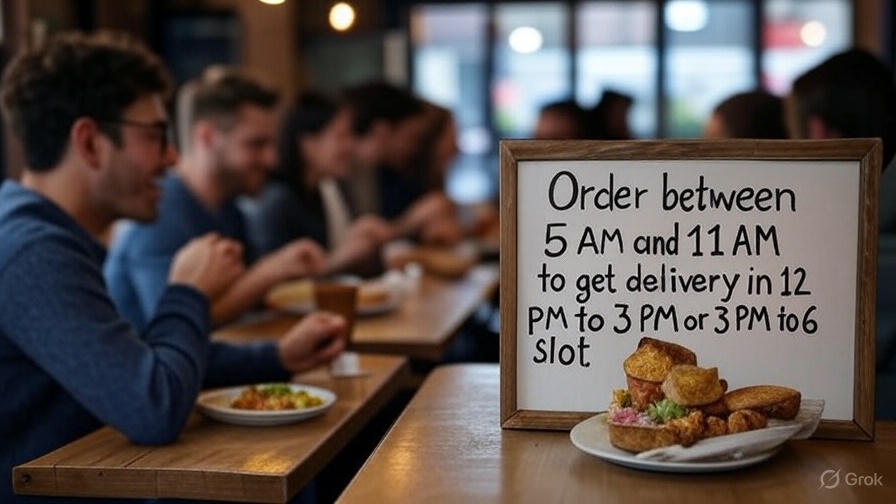 Order between
5 AM and 11 AM
to get delivery in 12
PM to 3 PM or 3 PM to 6
slot
Grok